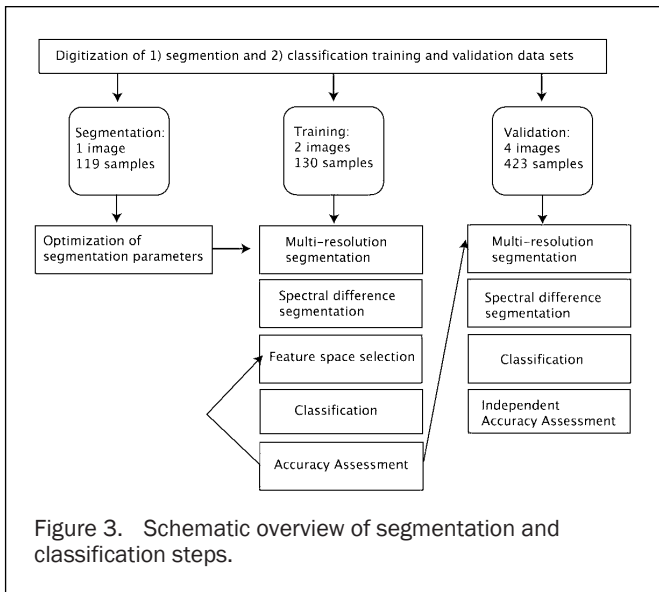 Digitization of 1) segmention and 2) classification training and validation data sets
Segmentation:
1 image
119 samples
Training:
2 images
130 samples
Validation:
4 images
423 samples
Optimization of
segmentation parameters
Multi-resolution
segmentation
Spectral difference
segmentation
Feature space selection
Classification
Accuracy Assessment
Multi-resolution
segmentation
Spectral difference
segmentation
Classification
Independent
Accuracy Assessment
Figure 3. Schematic overview of segmentation and
classification steps.